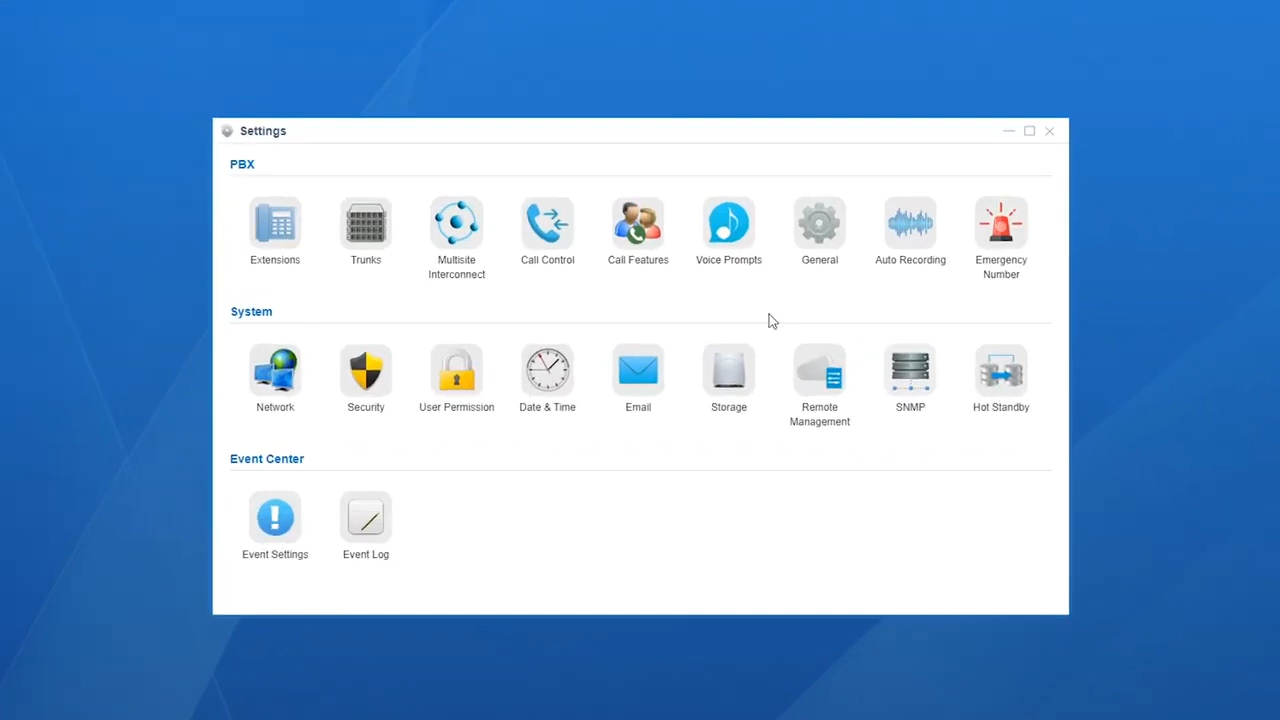 Settings
PBX
Extensions
Trunks
Multisite
Interconnect
Call Control
Call Features
Voice Prompts
General
Auto Recording
Emergency
Number
System
Network
Security
User Permission
Date & Time
Email
Storage
Remote
Management
SNMP
Hot Standby
Event Center
Event Settings
Event Log